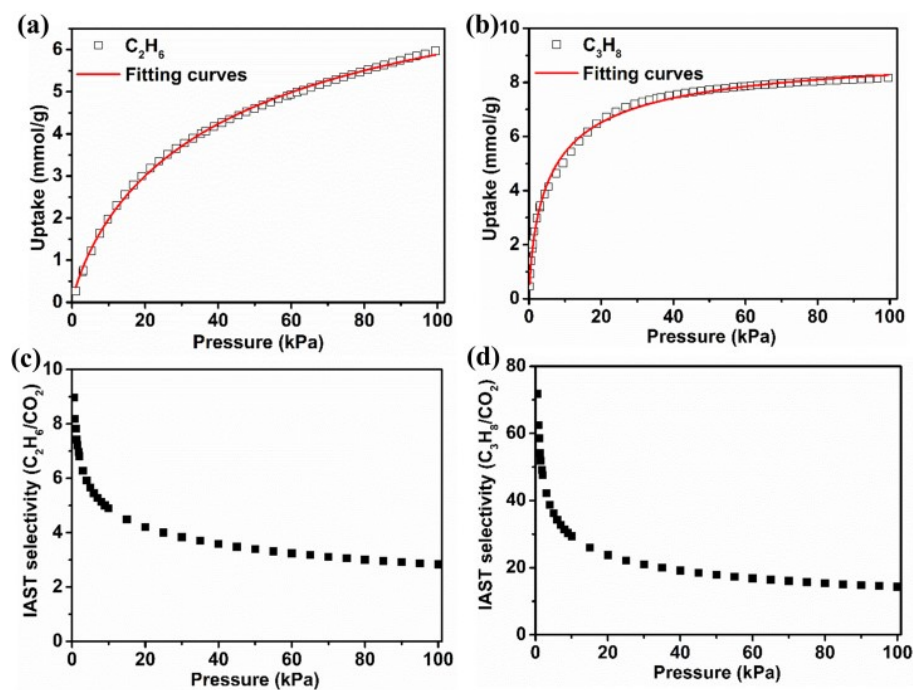 (a)
C₂H₆
Fitting curves
Uptake (mmol/g)
6
5
4
3
2
1
0
0 20 40 60 80 100
Pressure (kPa)
(b)
C₃H₈
Fitting curves
Uptake (mmol/g)
10
8
6
4
2
0
0 20 40 60 80 100
Pressure (kPa)
(c)
IAST selectivity (C₂H₆/CO₂)
10
8
6
4
2
0
0 20 40 60 80 100
Pressure (kPa)
(d)
IAST selectivity (C₃H₈/CO₂)
80
60
40
20
0
0 20 40 60 80 100
Pressure (kPa)